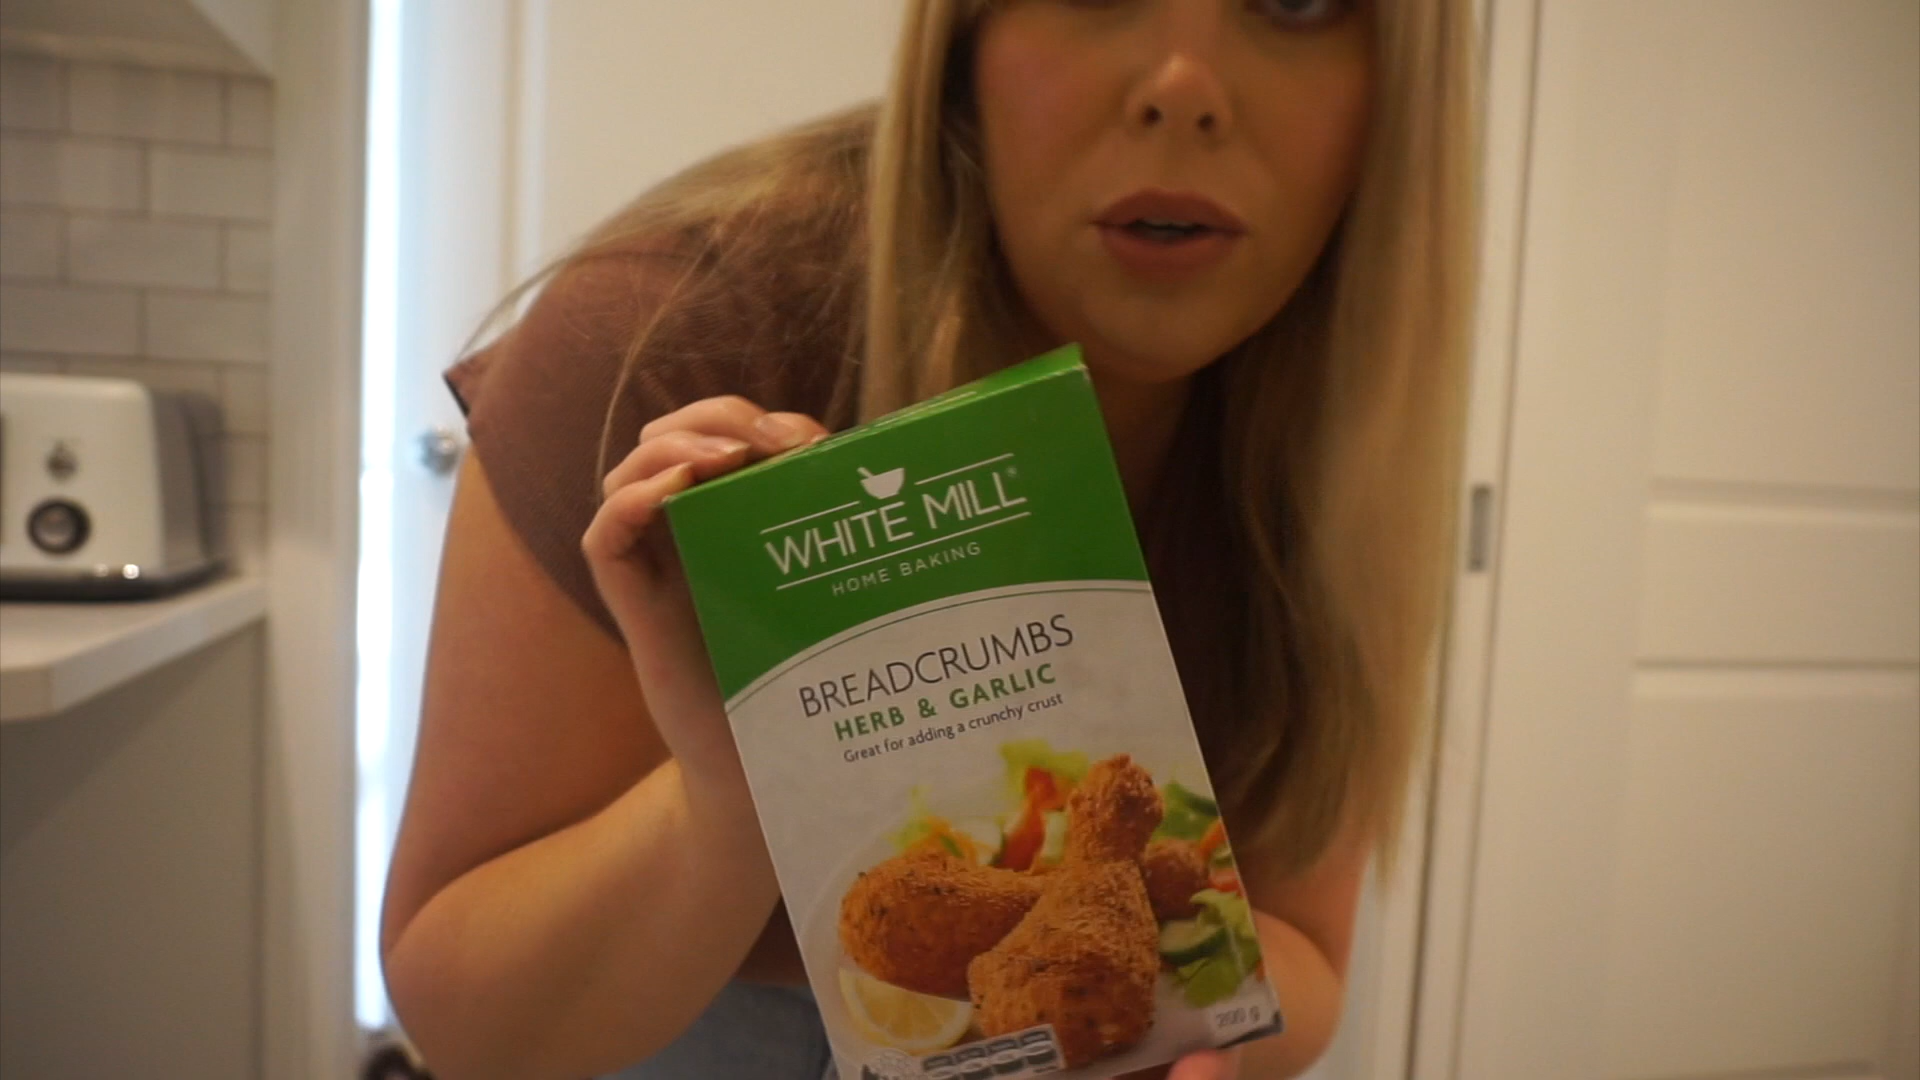 WHITE MILL®
HOME BAKING
BREADCRUMBS
HERB & GARLIC
Great for adding a crunchy crust
200 g